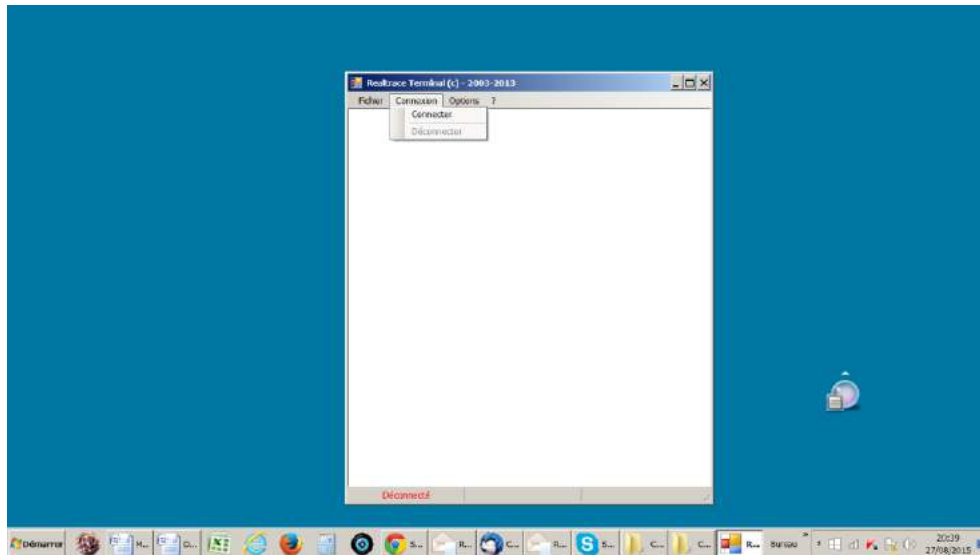 Realtrace Terminal (c) - 2003-2013
Fichier Connexion Options ?
Connecter
Déconnecter
Déconnecté
Démarrer M... D... S... R... C... R... S... C... C... R... Bureau » 20:39
27/08/2015